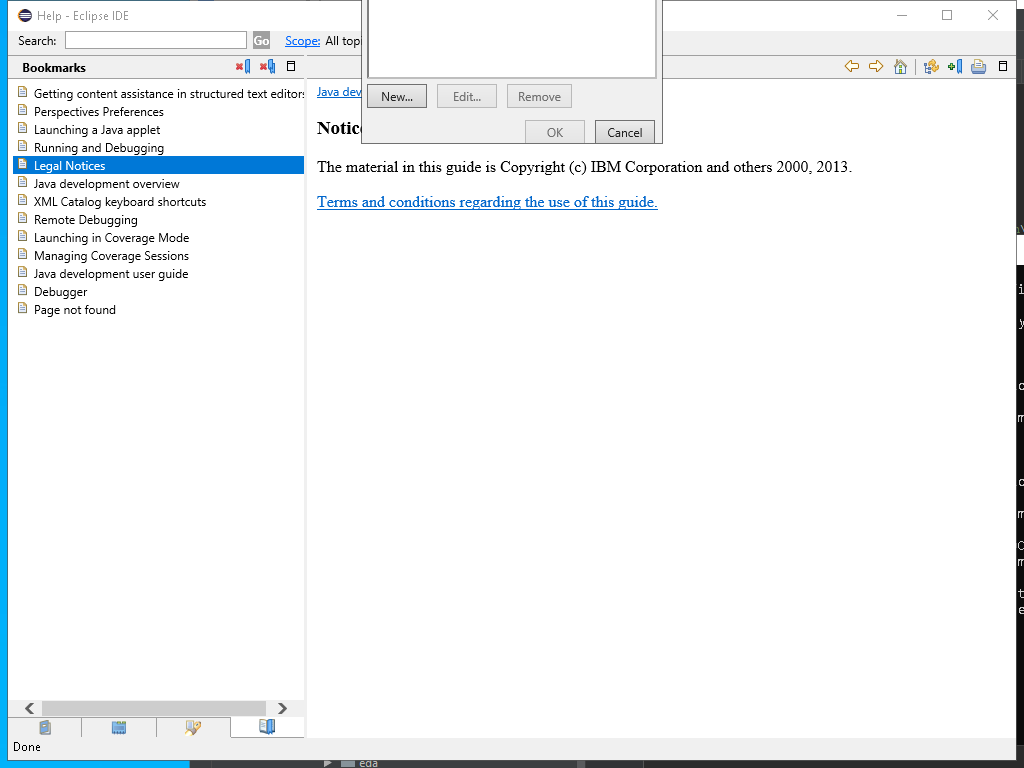 Help - Eclipse IDE
Search:
Go
Scope:
All top
Bookmarks
Getting content assistance in structured text editors
Perspectives Preferences
Launching a Java applet
Running and Debugging
Legal Notices
Java development overview
XML Catalog keyboard shortcuts
Remote Debugging
Launching in Coverage Mode
Managing Coverage Sessions
Java development user guide
Debugger
Page not found
Done
New...
Edit...
Remove
OK
Cancel
Java dev
Notice
The material in this guide is Copyright (c) IBM Corporation and others 2000, 2013.
Terms and conditions regarding the use of this guide.
eda